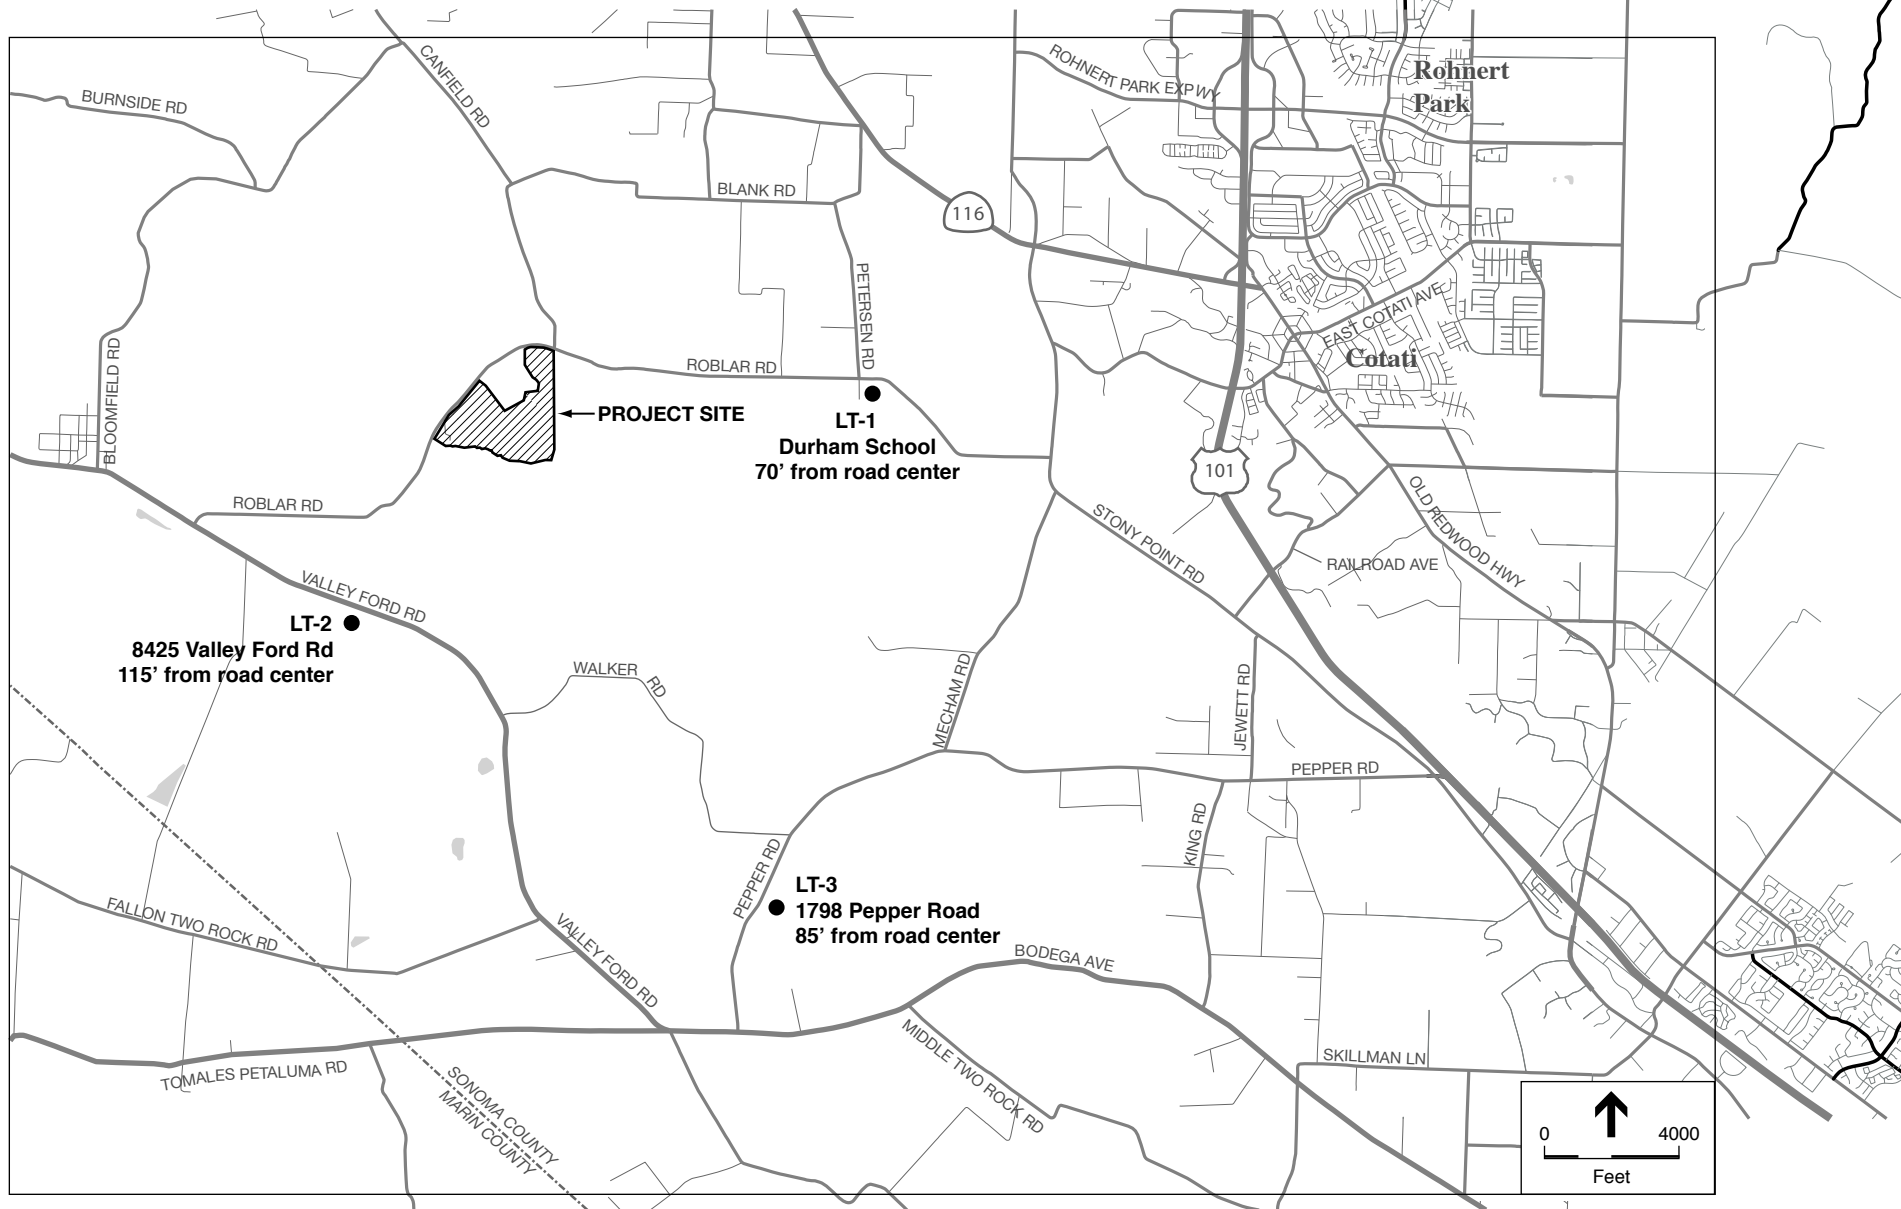 CANFIELD RD
ROHNERT PARK EXPWY
Rohnert
Park
BURNSIDE RD
BLANK RD
116
PETERSEN RD
EAST COTATI AVE
Cotati
BLOOMFIELD RD
ROBLAR RD
PROJECT SITE
LT-1
Durham School
70’ from road center
101
ROBLAR RD
STONY POINT RD
OLD REDWOOD HWY
RAILROAD AVE
VALLEY FORD RD
LT-2
8425 Valley Ford Rd
115’ from road center
WALKER RD
MECHAM RD
JEWETT RD
PEPPER RD
KING RD
PEPPER RD
LT-3
1798 Pepper Road
85’ from road center
FALLON TWO ROCK RD
VALLEY FORD RD
BODEGA AVE
MIDDLE TWO ROCK RD
SKILLMAN LN
TOMALES PETALUMA RD
SONOMA COUNTY
MARIN COUNTY
0 4000
Feet